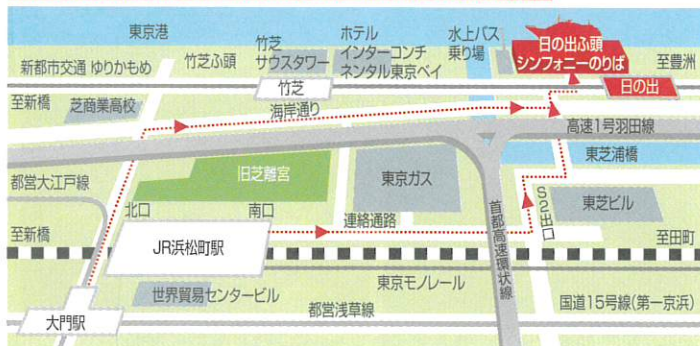 東京港
竹芝ふ頭
竹芝
サウスタワー
ホテル
インターコンチ
ネンタル東京ベイ
水上バス
乗り場
日の出ふ頭
シンフォニーのりば
新都市交通 ゆりかもめ
至豊洲
竹芝
日の出
至新橋
芝商業高校
海岸通り
高速1号羽田線
東芝浦橋
旧芝離宮
東京ガス
都営大江戸線
北口
南口
連絡通路
S2出口
東芝ビル
首都高速環状線
至新橋
JR浜松町駅
至田町
東京モノレール
世界貿易センタービル
都営浅草線
国道15号線(第一京浜)
大門駅